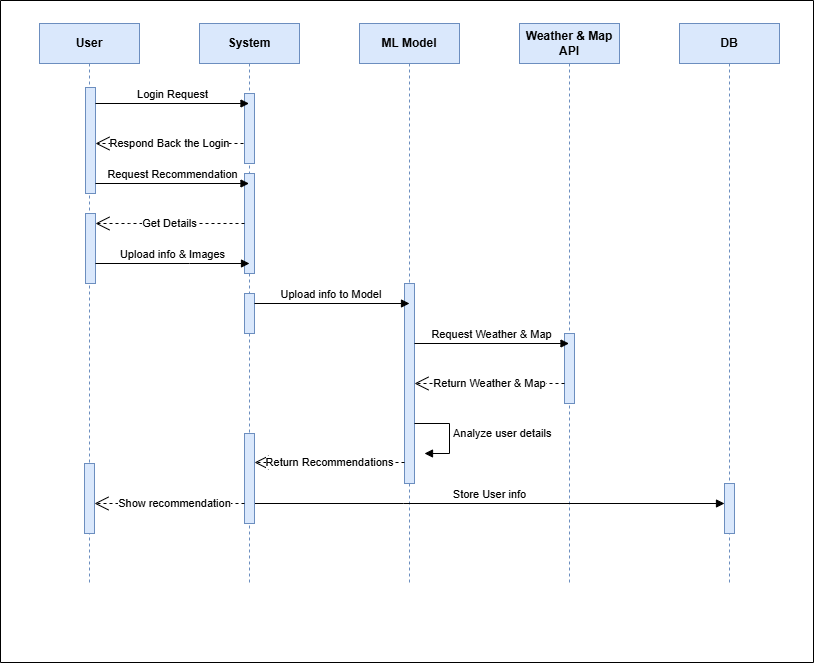 User
System
ML Model
Weather & Map
API
DB
Login Request
Respond Back the Login
Request Recommendation
Get Details
Upload info & Images
Upload info to Model
Request Weather & Map
Return Weather & Map
Analyze user details
Return Recommendations
Store User info
Show recommendation